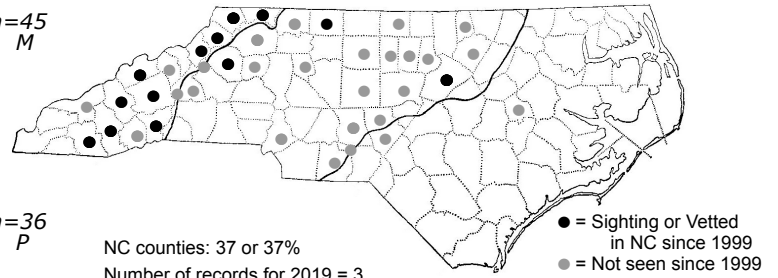 n=45
M
n=36
P
NC counties: 37 or 37%
Number of records for 2019 = 3
● = Sighting or Vetted
in NC since 1999
● = Not seen since 1999